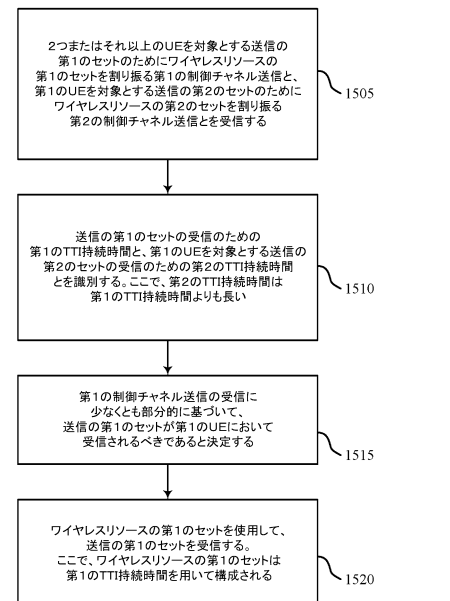 2つまたはそれ以上のUEを対象とする送信の
第1のセットのためにワイヤレスリソースの
第1のセットを割り振る第1の制御チャネル送信と、
第1のUEを対象とする送信の第2のセットのために
ワイヤレスリソースの第2のセットを割り振る
第2の制御チャネル送信とを受信する
1505
送信の第1のセットの受信のための
第1のTTI持続時間と、第1のUEを対象とする送信の
第2のセットの受信のための第2のTTI持続時間
とを識別する。ここで、第2のTTI持続時間は
第1のTTI持続時間よりも長い
1510
第1の制御チャネル送信の受信に
少なくとも部分的に基づいて、
送信の第1のセットが第1のUEにおいて
受信されるべきであると決定する
1515
ワイヤレスリソースの第1のセットを使用して、
送信の第1のセットを受信する。
ここで、ワイヤレスリソースの第1のセットは
第1のTTI持続時間を用いて構成される
1520